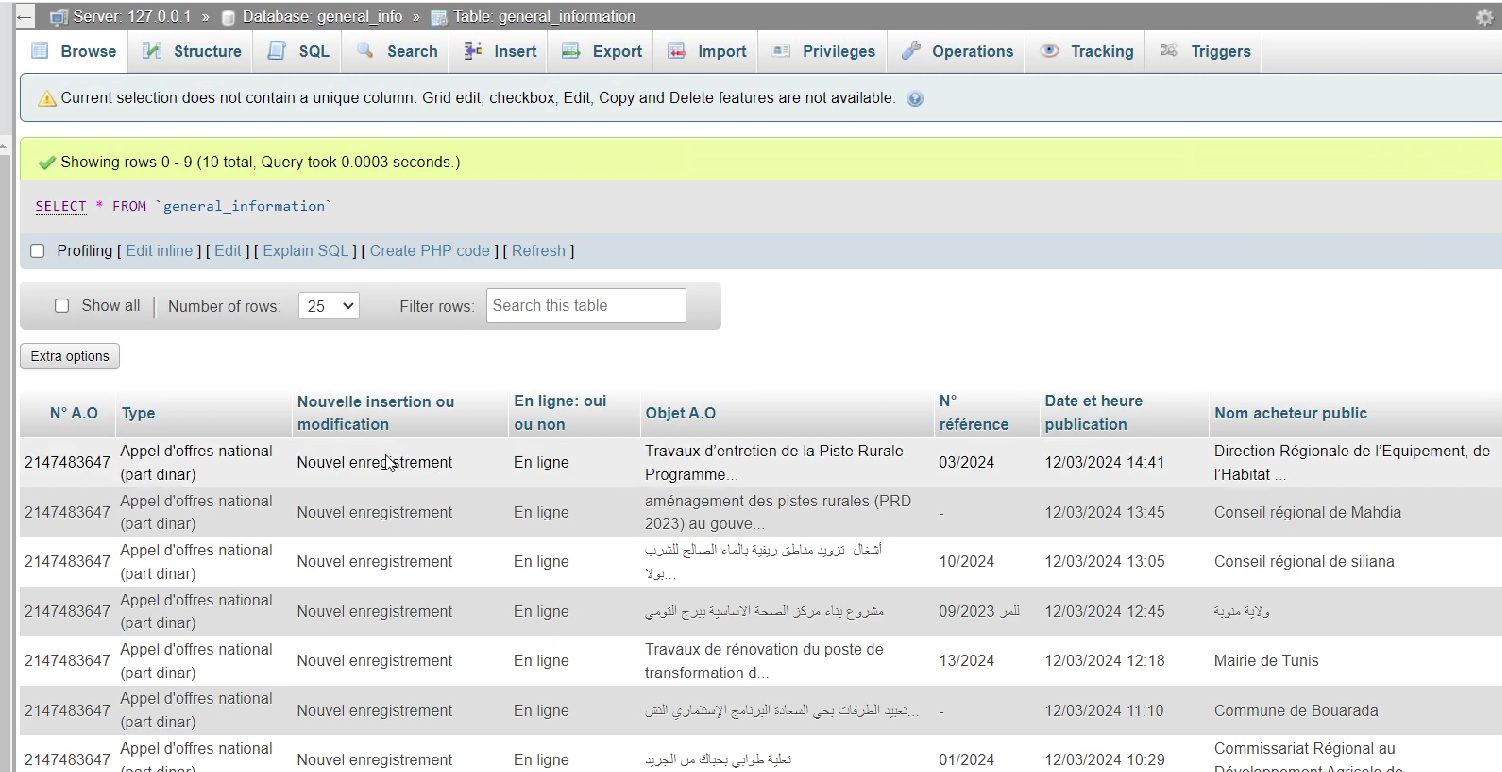 Server: 127.0.0.1 » Database: general_info » Table: general_information
Browse Structure SQL Search Insert Export Import Privileges Operations Tracking Triggers
Current selection does not contain a unique column. Grid edit, checkbox, Edit, Copy and Delete features are not available.
Showing rows 0 - 9 (10 total, Query took 0.0003 seconds.)
SELECT * FROM `general_information`
Profiling [ Edit inline ] [ Edit ] [ Explain SQL ] [ Create PHP code ] [ Refresh ]
Show all | Number of rows: 25 Filter rows: Search this table
Extra options
N° A.O Type Nouvelle insertion ou modification En ligne: oui ou non Objet A.O N° référence Date et heure publication Nom acheteur public
2147483647 Appel d'offres national (part dinar) Nouvel enregistrement En ligne Travaux d'entretien de la Piste Rurale Programme... 03/2024 12/03/2024 14:41 Direction Régionale de l'Equipement, de l'Habitat ...
2147483647 Appel d'offres national (part dinar) Nouvel enregistrement En ligne aménagement des pistes rurales (PRD 2023) au gouve... - 12/03/2024 13:45 Conseil régional de Mahdia
2147483647 Appel d'offres national (part dinar) Nouvel enregistrement En ligne أشغال تزويد مناطق ريفية بالماء الصالح للشرب بولا... 10/2024 12/03/2024 13:05 Conseil régional de siliana
2147483647 Appel d'offres national (part dinar) Nouvel enregistrement En ligne مشروع بناء مركز الصحة الاساسية ببرج التومي 09/2023 للمر 12/03/2024 12:45 ولاية منوبة
2147483647 Appel d'offres national (part dinar) Nouvel enregistrement En ligne Travaux de rénovation du poste de transformation d... 13/2024 12/03/2024 12:18 Mairie de Tunis
2147483647 Appel d'offres national (part dinar) Nouvel enregistrement En ligne تعبيد الطرقات بحي السعادة البرنامج الإستثماري التش... - 12/03/2024 11:10 Commune de Bouarada
2147483647 Appel d'offres national (part dinar) Nouvel enregistrement En ligne تعلية طوابي بحباك من الجريد 01/2024 12/03/2024 10:29 Commissariat Régional au Développement Agricole de